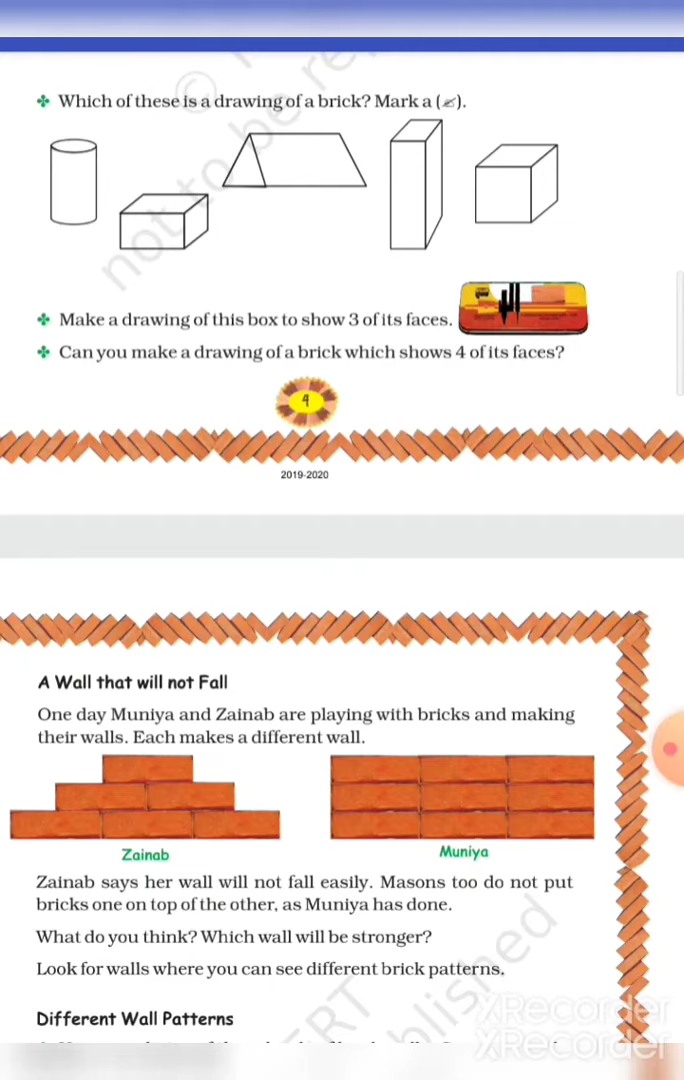 © 
not to be re
✤ Which of these is a drawing of a brick? Mark a (✍).
✤ Make a drawing of this box to show 3 of its faces.
✤ Can you make a drawing of a brick which shows 4 of its faces?
4
2019-2020
A Wall that will not Fall
One day Muniya and Zainab are playing with bricks and making
their walls. Each makes a different wall.
Zainab
Muniya
Zainab says her wall will not fall easily. Masons too do not put
bricks one on top of the other, as Muniya has done.
What do you think? Which wall will be stronger?
Look for walls where you can see different brick patterns.
Different Wall Patterns
XRecorder
XRecorder